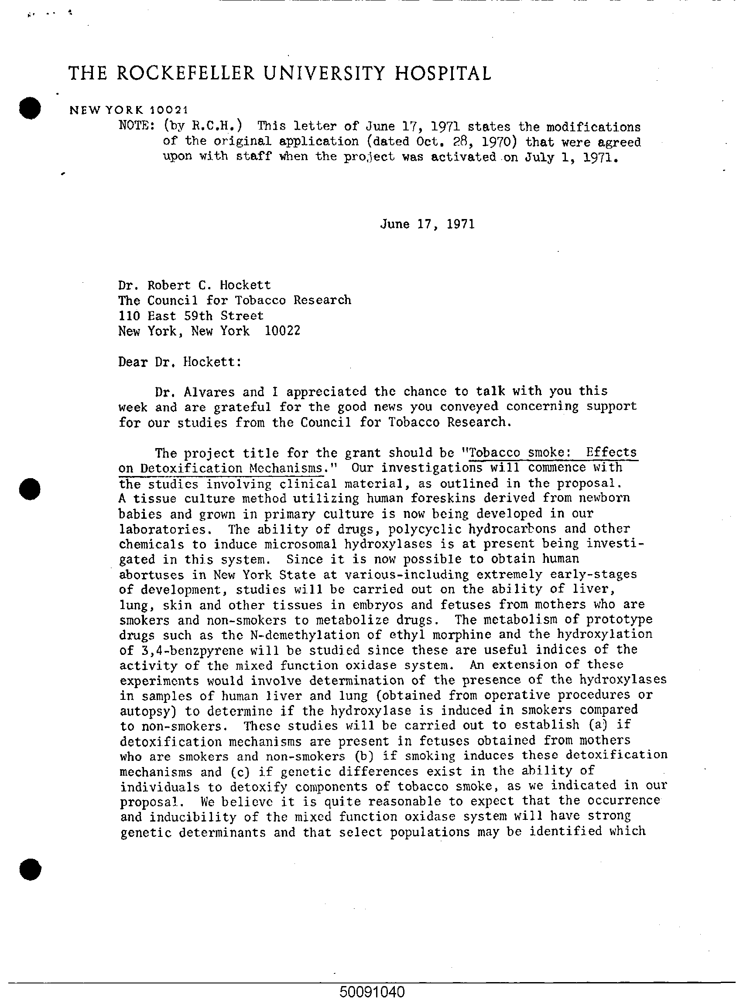 THE ROCKEFELLER UNIVERSITY HOSPITAL
NEW YORK 10021
NOTE: (by R.C.H.) This letter of June 17, 1971 states the modifications
of the original application (dated Oct. 28, 1970) that were agreed
upon with staff when the project was activated on July 1, 1971.
June 17, 1971
Dr. Robert C. Hockett
The Council for Tobacco Research
110 East 59th Street
New York, New York 10022
Dear Dr. Hockett:
Dr. Alvares and I appreciated the chance to talk with you this
week and are grateful for the good news you conveyed concerning support
for our studies from the Council for Tobacco Research.
The project title for the grant should be "Tobacco smoke: Effects
on Detoxification Mechanisms." Our investigations will commence with
the studies involving clinical material, as outlined in the proposal.
A tissue culture method utilizing human foreskins derived from newborn
babies and grown in primary culture is now being developed in our
laboratories. The ability of drugs, polycyclic hydrocarbons and other
chemicals to induce microsomal hydroxylases is at present being investi-
gated in this system. Since it is now possible to obtain human
abortuses in New York State at various-including extremely early-stages
of development, studies will be carried out on the ability of liver,
lung, skin and other tissues in embryos and fetuses from mothers who are
smokers and non-smokers to metabolize drugs. The metabolism of prototype
drugs such as the N-demethylation of ethyl morphine and the hydroxylation
of 3,4-benzpyrene will be studied since these are useful indices of the
activity of the mixed function oxidase system. An extension of these
experiments would involve determination of the presence of the hydroxylases
in samples of human liver and lung (obtained from operative procedures or
autopsy) to determine if the hydroxylase is induced in smokers compared
to non-smokers. These studies will be carried out to establish (a) if
detoxification mechanisms are present in fetuses obtained from mothers
who are smokers and non-smokers (b) if smoking induces these detoxification
mechanisms and (c) if genetic differences exist in the ability of
individuals to detoxify components of tobacco smoke, as we indicated in our
proposal. We believe it is quite reasonable to expect that the occurrence
and inducibility of the mixed function oxidase system will have strong
genetic determinants and that select populations may be identified which
50091040